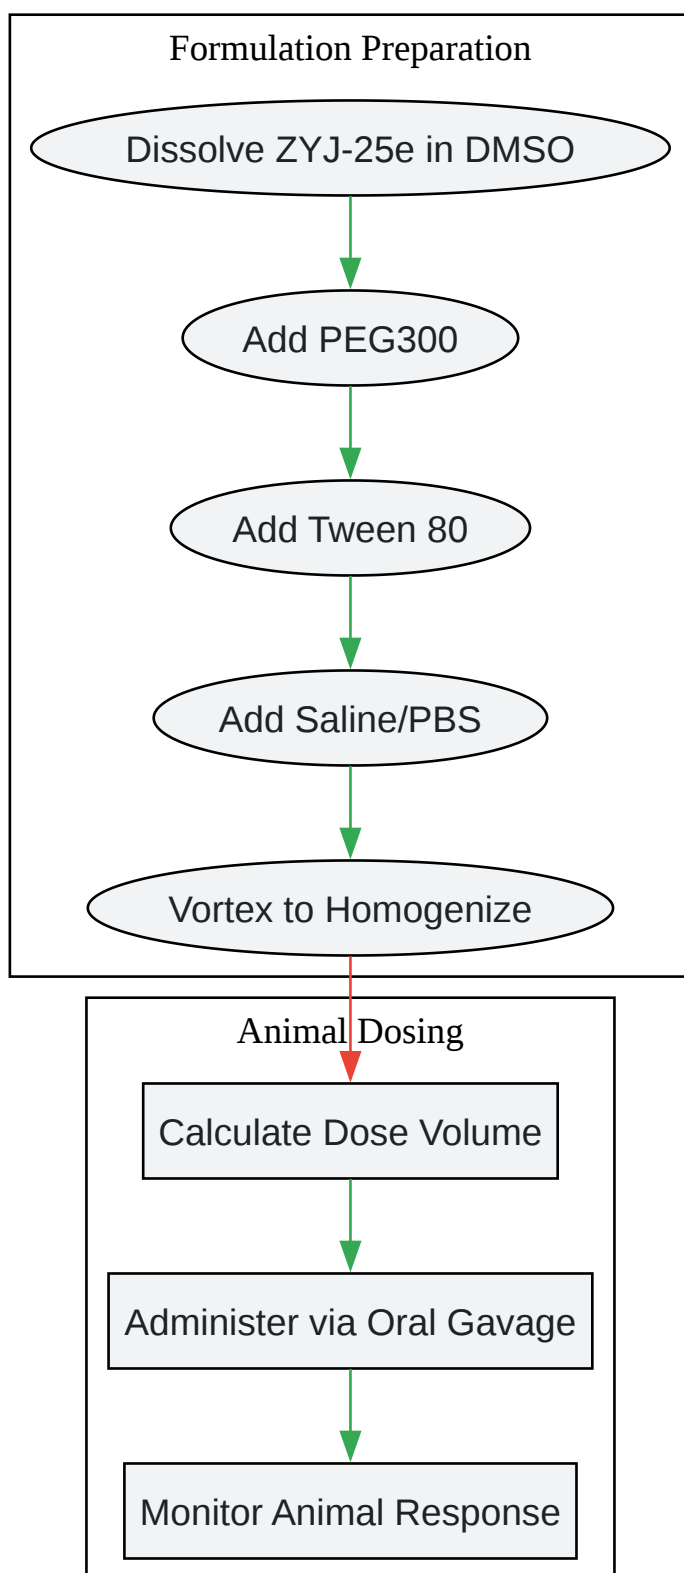 Formulation Preparation
Dissolve ZYJ-25e in DMSO
Add PEG300
Add Tween 80
Add Saline/PBS
Vortex to Homogenize
Animal Dosing
Calculate Dose Volume
Administer via Oral Gavage
Monitor Animal Response